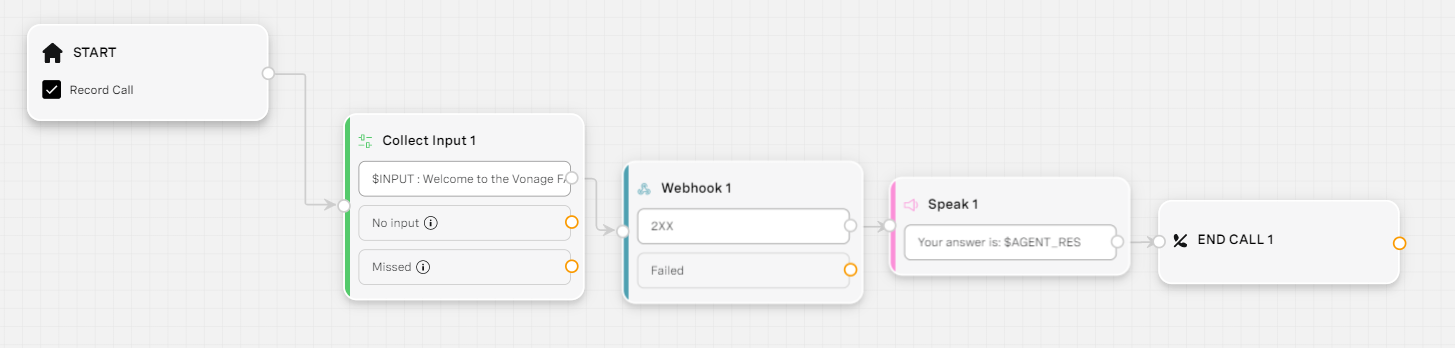 START
Record Call
Collect Input 1
$INPUT : Welcome to the Vonage
No input
Missed
Webhook 1
2XX
Failed
Speak 1
Your answer is: $AGENT_RES
END CALL 1